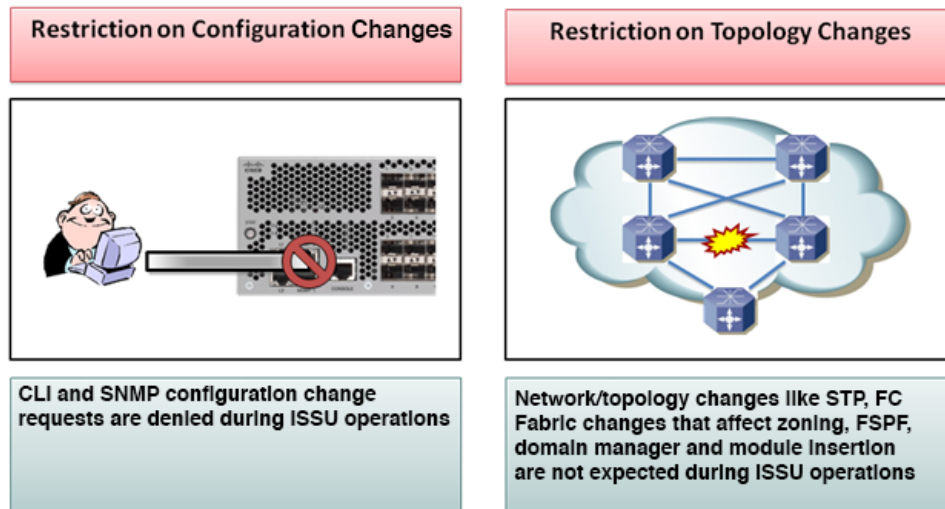 Restriction on Configuration Changes
Restriction on Topology Changes
CONSOLE
CLI and SNMP configuration change
requests are denied during ISSU operations
Network/topology changes like STP, FC
Fabric changes that affect zoning, FSPF,
domain manager and module insertion
are not expected during ISSU operations